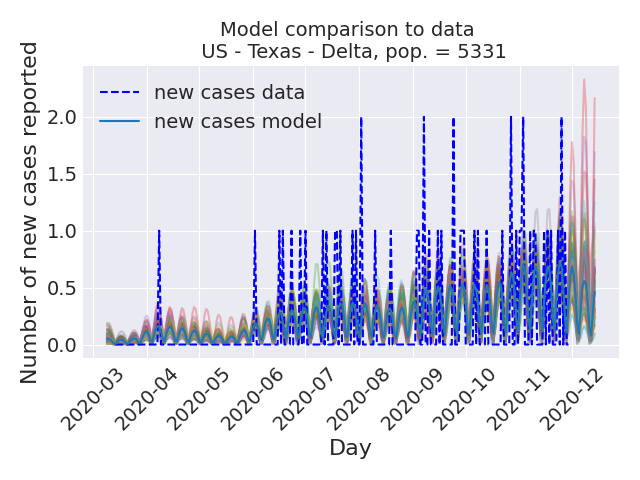 Model comparison to data
US - Texas - Delta, pop. = 5331
Number of new cases reported
new cases data
new cases model
2.0
1.5
1.0
0.5
0.0
2020-03
2020-04
2020-05
2020-06
2020-07
2020-08
2020-09
2020-10
2020-11
2020-12
Day